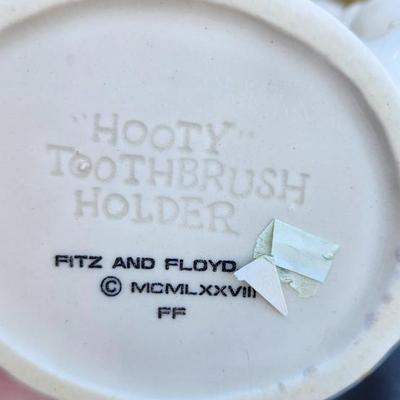 "HOOTY"
TOOTHBRUSH
HOLDER
FITZ AND FLOYD
© MCMLXXVIII
FF